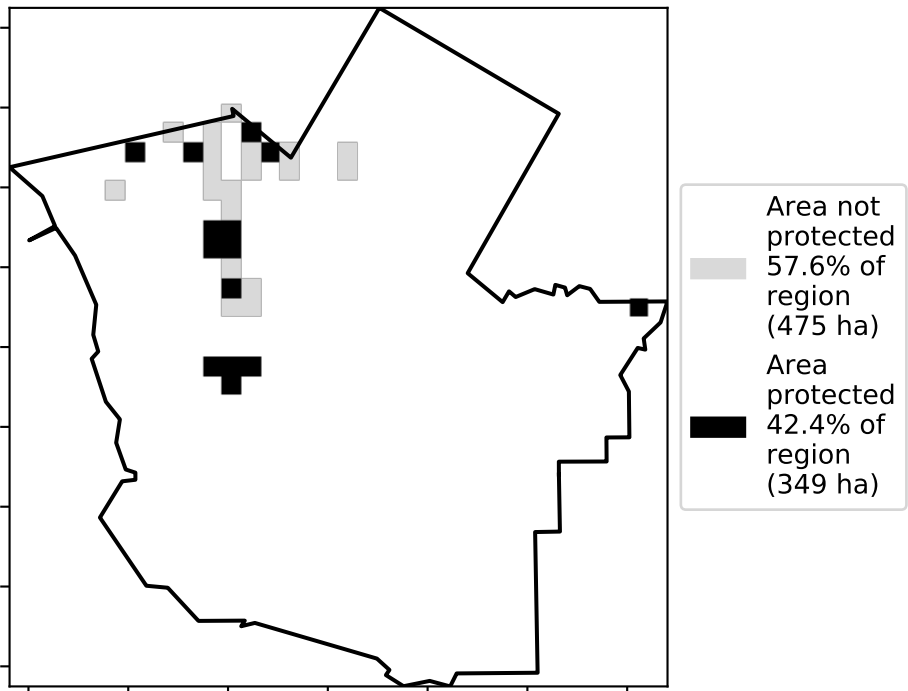 Area not
protected
57.6% of
region
(475 ha)
Area
protected
42.4% of
region
(349 ha)